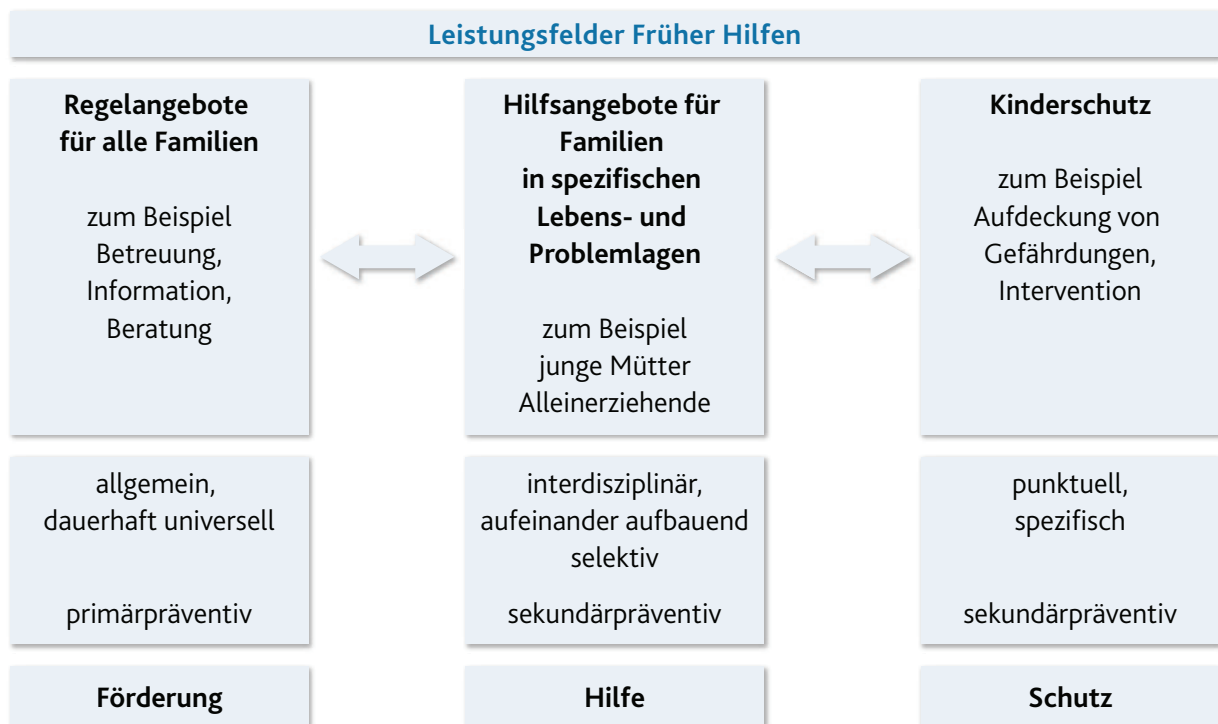 Leistungsfelder Früher Hilfen
Regelangebote
für alle Familien
zum Beispiel
Betreuung,
Information,
Beratung
Hilfsangebote für
Familien
in spezifischen
Lebens- und
Problemlagen
zum Beispiel
junge Mütter
Alleinerziehende
Kinderschutz
zum Beispiel
Aufdeckung von
Gefährdungen,
Intervention
allgemein,
dauerhaft universell
primärpräventiv
interdisziplinär,
aufeinander aufbauend
selektiv
sekundärpräventiv
punktuell,
spezifisch
sekundärpräventiv
Förderung
Hilfe
Schutz